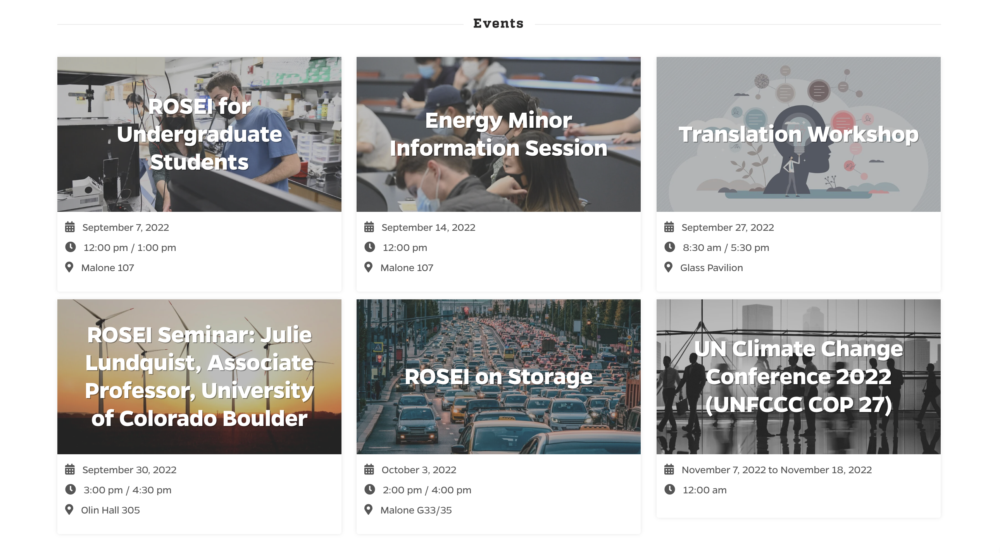 Events
ROSEI for
Undergraduate
Students
September 7, 2022
12:00 pm / 1:00 pm
Malone 107
Energy Minor
Information Session
September 14, 2022
12:00 pm
Malone 107
Translation Workshop
September 27, 2022
8:30 am / 5:30 pm
Glass Pavilion
ROSEI Seminar: Julie
Lundquist, Associate
Professor, University
of Colorado Boulder
September 30, 2022
3:00 pm / 4:30 pm
Olin Hall 305
ROSEI on Storage
October 3, 2022
2:00 pm / 4:00 pm
Malone G33/35
UN Climate Change
Conference 2022
(UNFCCC COP 27)
November 7, 2022 to November 18, 2022
12:00 am